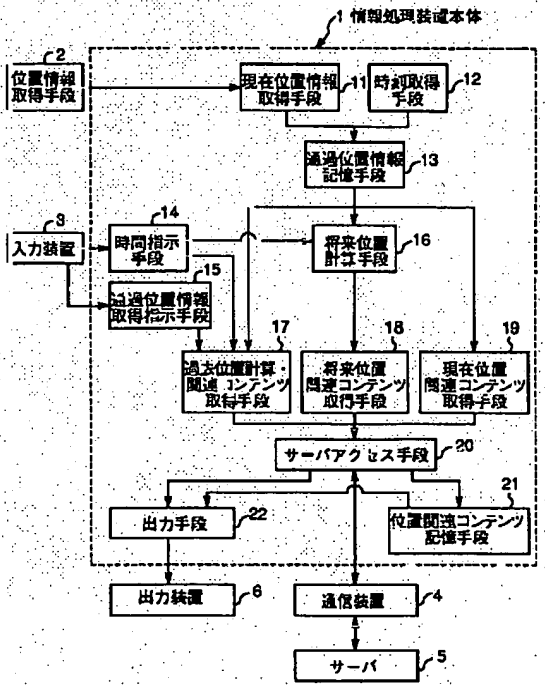 1 情報処理装置本体
2
位置情報
取得手段
現在位置情報
取得手段
11
時刻取得
手段
12
通過位置情報
記憶手段
13
3
入力装置
14
時間指示
手段
将来位置
計算手段
16
15
通過位置情報
取得指示手段
17
過去位置計算・
関連コンテンツ
取得手段
18
将来位置
関連コンテンツ
取得手段
19
現在位置
関連コンテンツ
取得手段
サーバアクセス手段
20
出力手段
22
21
位置関連コンテンツ
記憶手段
出力装置
6
通信装置
4
サーバ
5